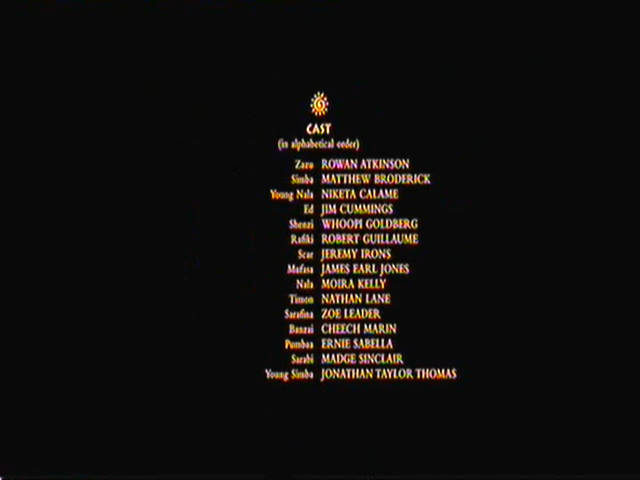 CAST
(in alphabetical order)
Zazu ROWAN ATKINSON
Simba MATTHEW BRODERICK
Young Nala NIKETA CALAME
Ed JIM CUMMINGS
Shenzi WHOOPI GOLDBERG
Rafiki ROBERT GUILLAUME
Scar JEREMY IRONS
Mufasa JAMES EARL JONES
Nala MOIRA KELLY
Timon NATHAN LANE
Sarafina ZOE LEADER
Banzai CHEECH MARIN
Pumbaa ERNIE SABELLA
Sarabi MADGE SINCLAIR
Young Simba JONATHAN TAYLOR THOMAS